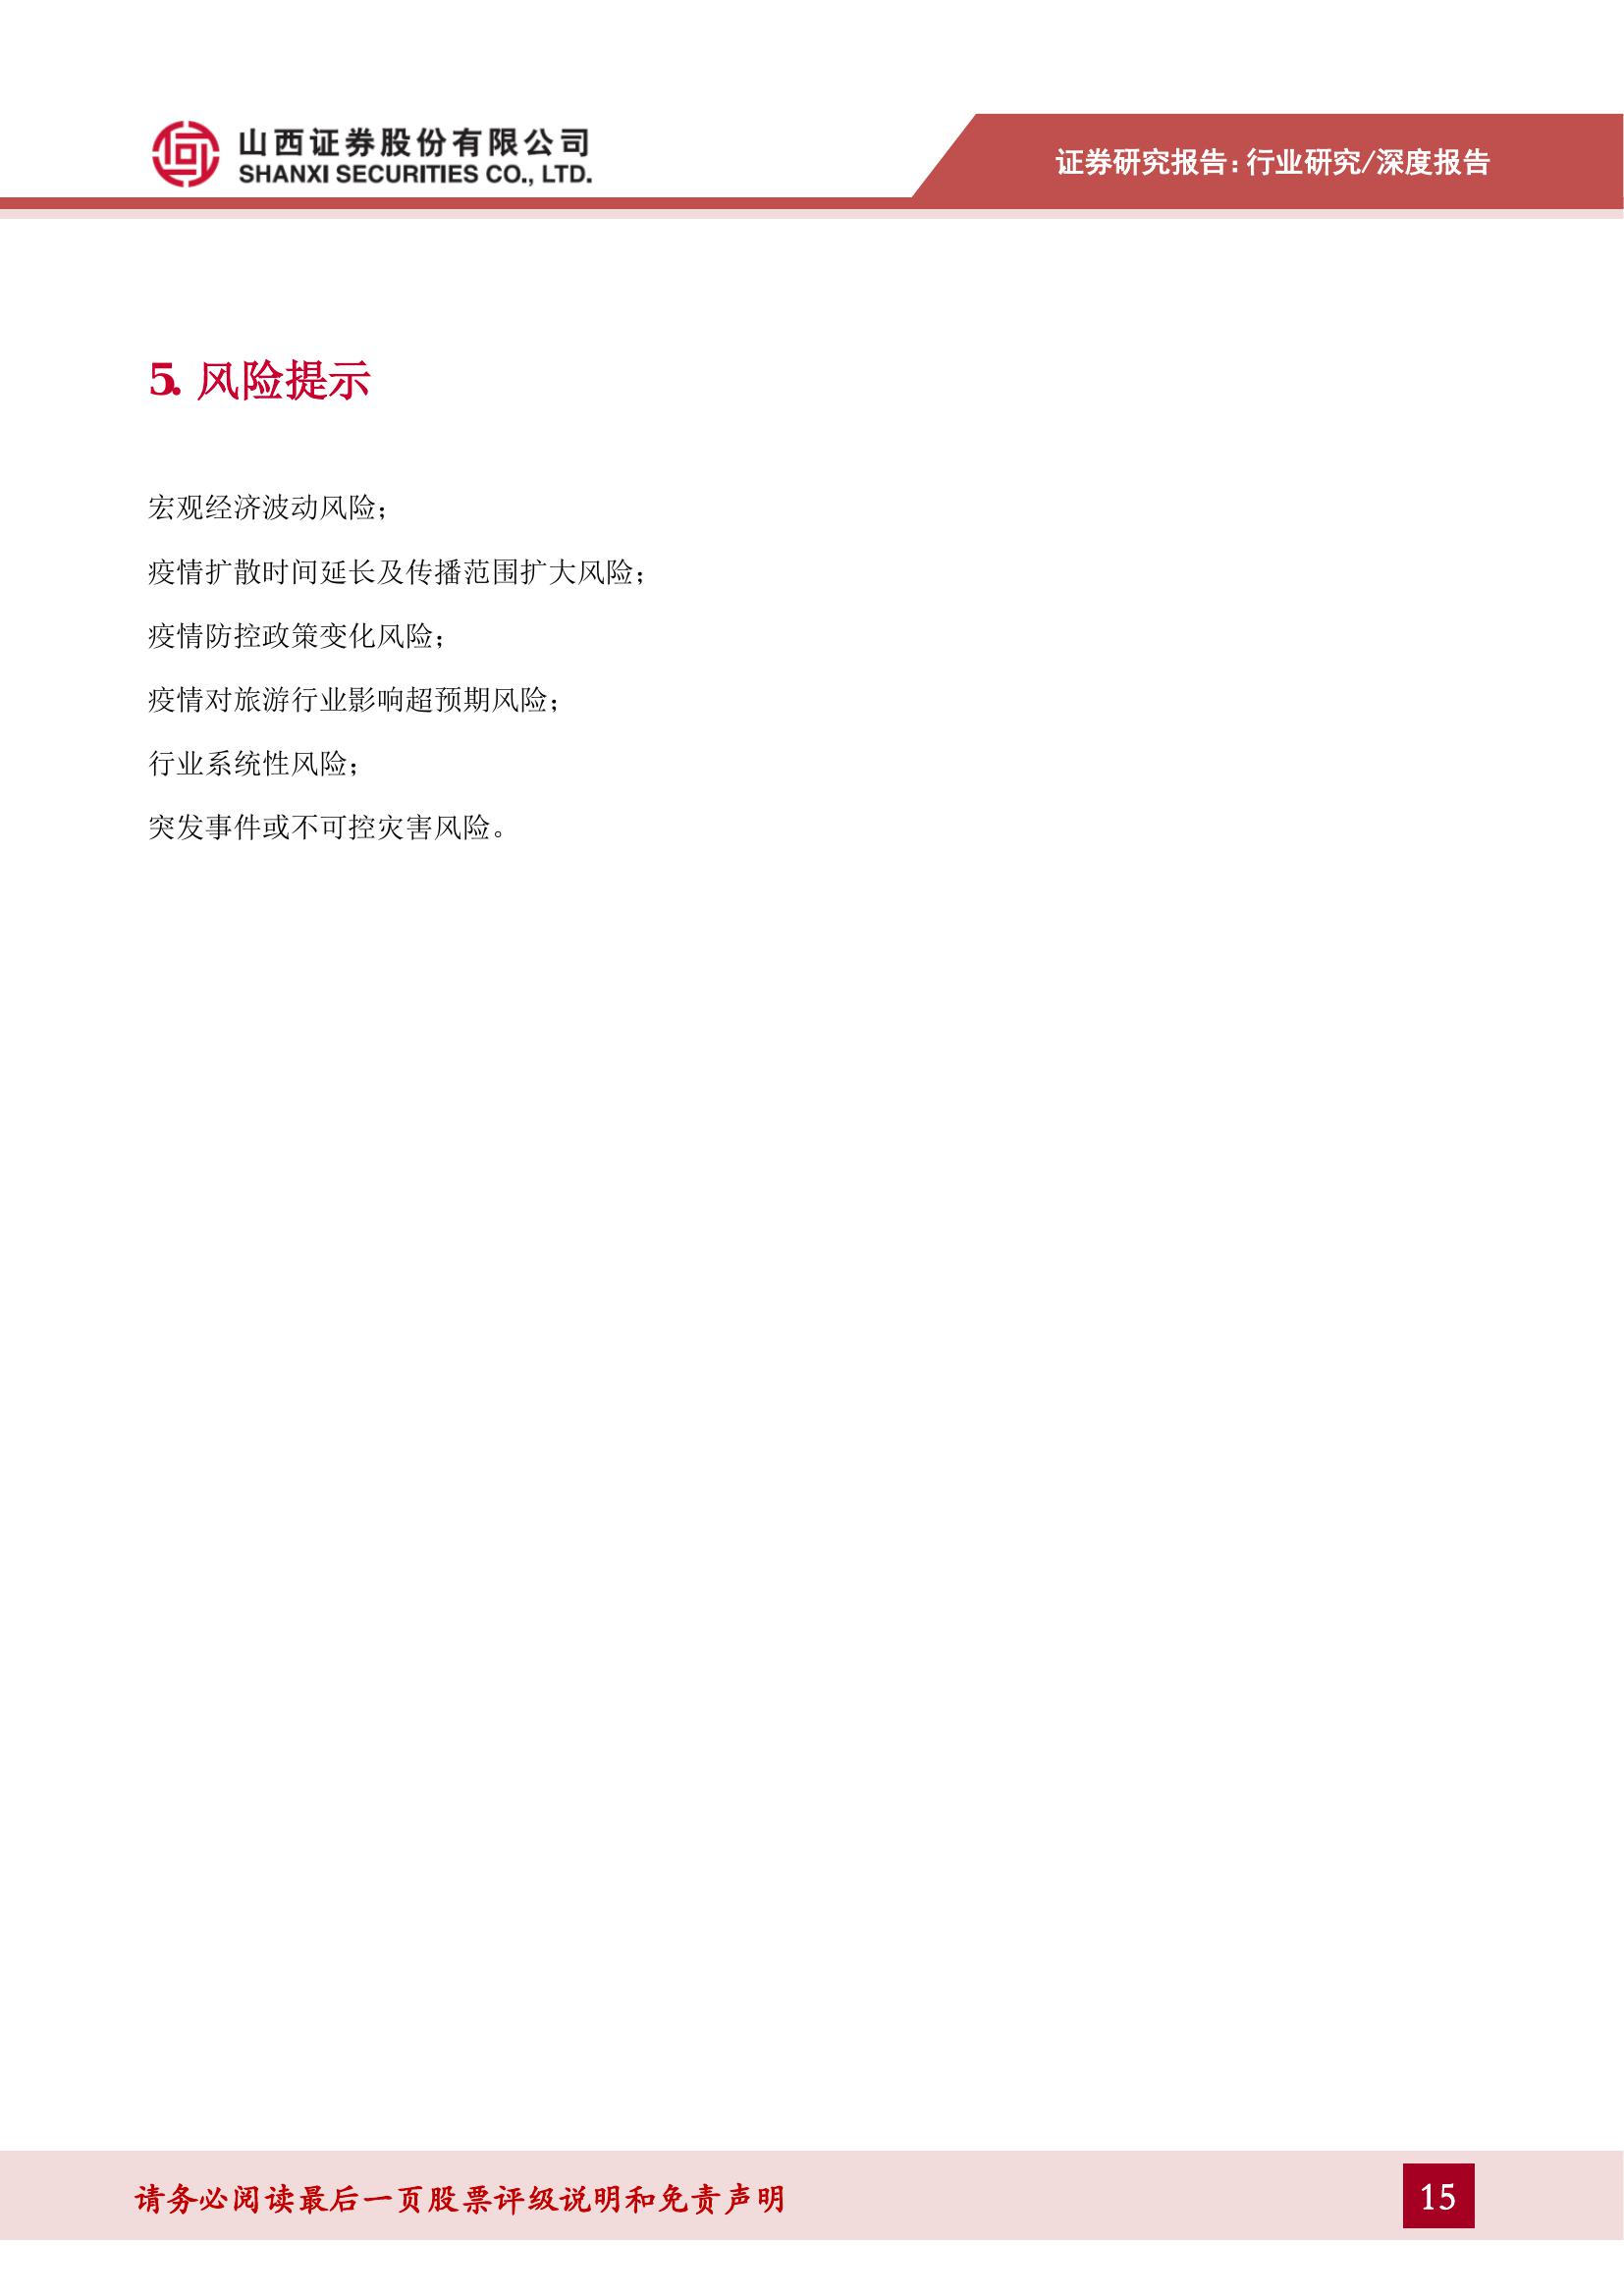 山西证券股份有限公司
SHANXI SECURITIES CO., LTD.
证券研究报告：行业研究/深度报告
5. 风险提示
宏观经济波动风险；
疫情扩散时间延长及传播范围扩大风险；
疫情防控政策变化风险；
疫情对旅游行业影响超预期风险；
行业系统性风险；
突发事件或不可控灾害风险。
请务必阅读最后一页股票评级说明和免责声明
15